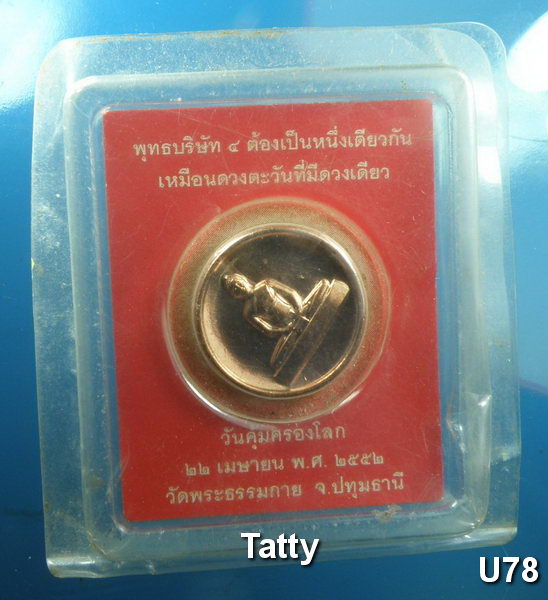 พุทธบริษัท ๔ ต้องเป็นหนึ่งเดียวกัน
เหมือนดวงตะวันที่มีดวงเดียว
วันคุ้มครองโลก
๒๒ เมษายน พ.ศ. ๒๕๕๒
วัดพระธรรมกาย จ.ปทุมธานี
Tatty
U78